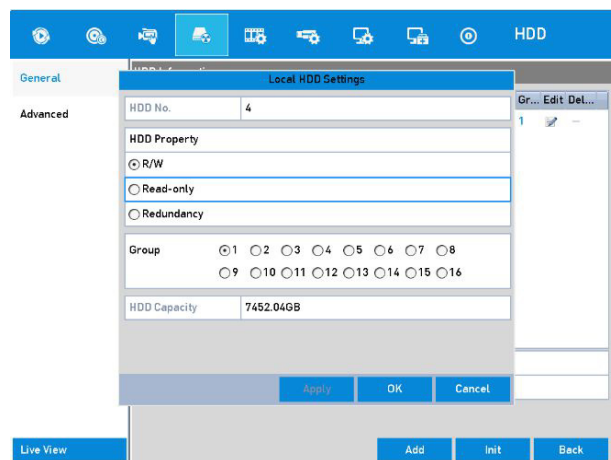 HDD
General
Advanced
Local HDD Settings
Gr... Edit Del...
1
HDD No. 4
HDD Property
R/W
Read-only
Redundancy
Group 1 2 3 4 5 6 7 8
9 10 11 12 13 14 15 16
HDD Capacity 7452.04GB
Apply OK Cancel
Live View Add Init Back